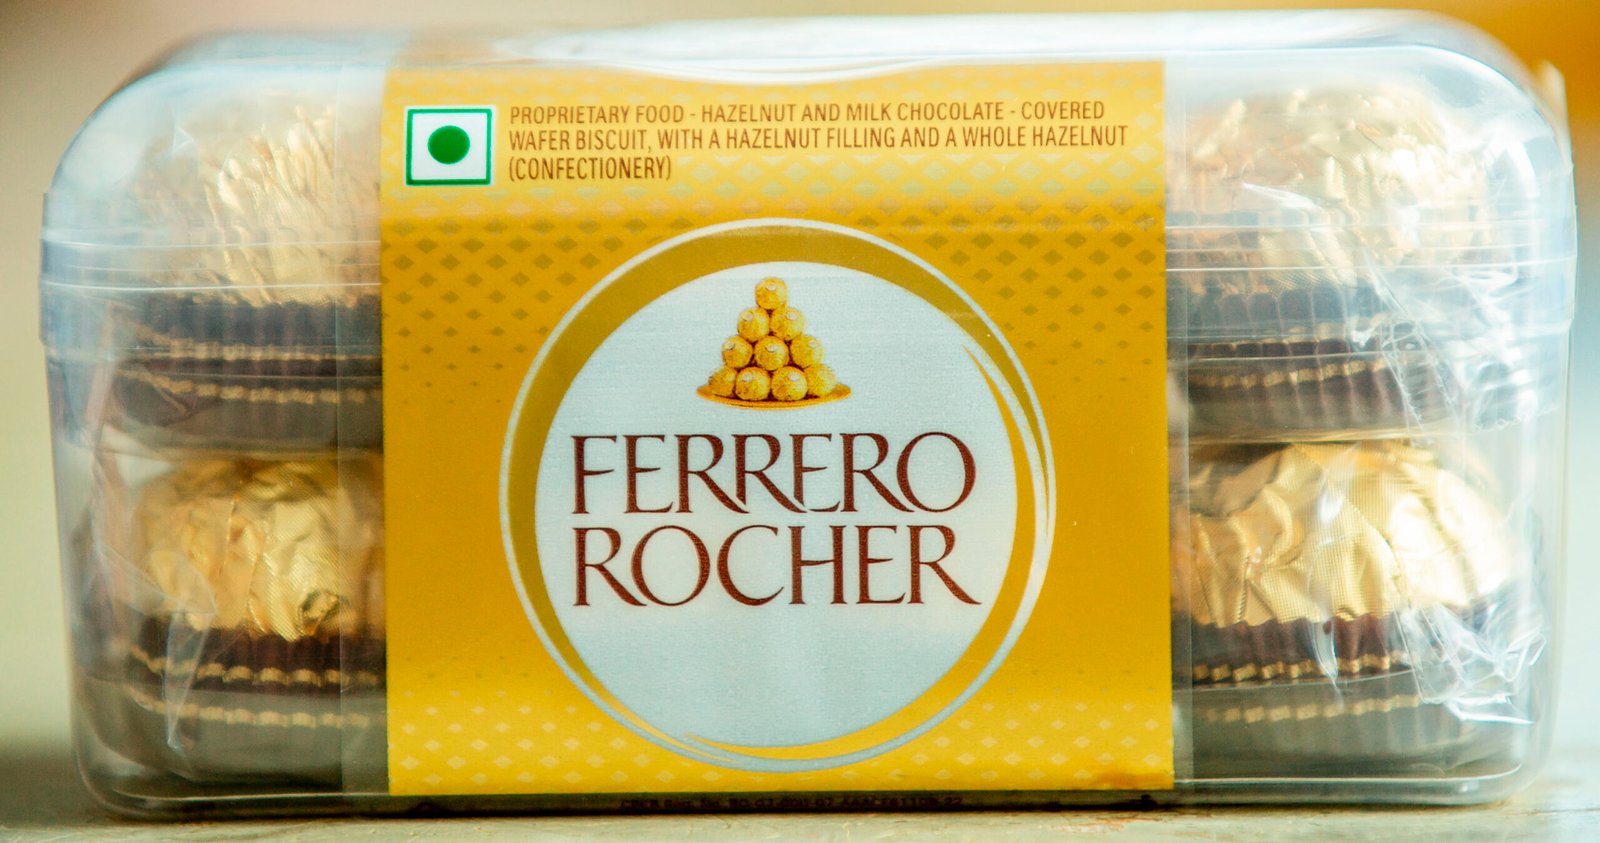 PROPRIETARY FOOD - HAZELNUT AND MILK CHOCOLATE - COVERED
WAFER BISCUIT, WITH A HAZELNUT FILLING AND A WHOLE HAZELNUT
(CONFECTIONERY)
FERRERO
ROCHER